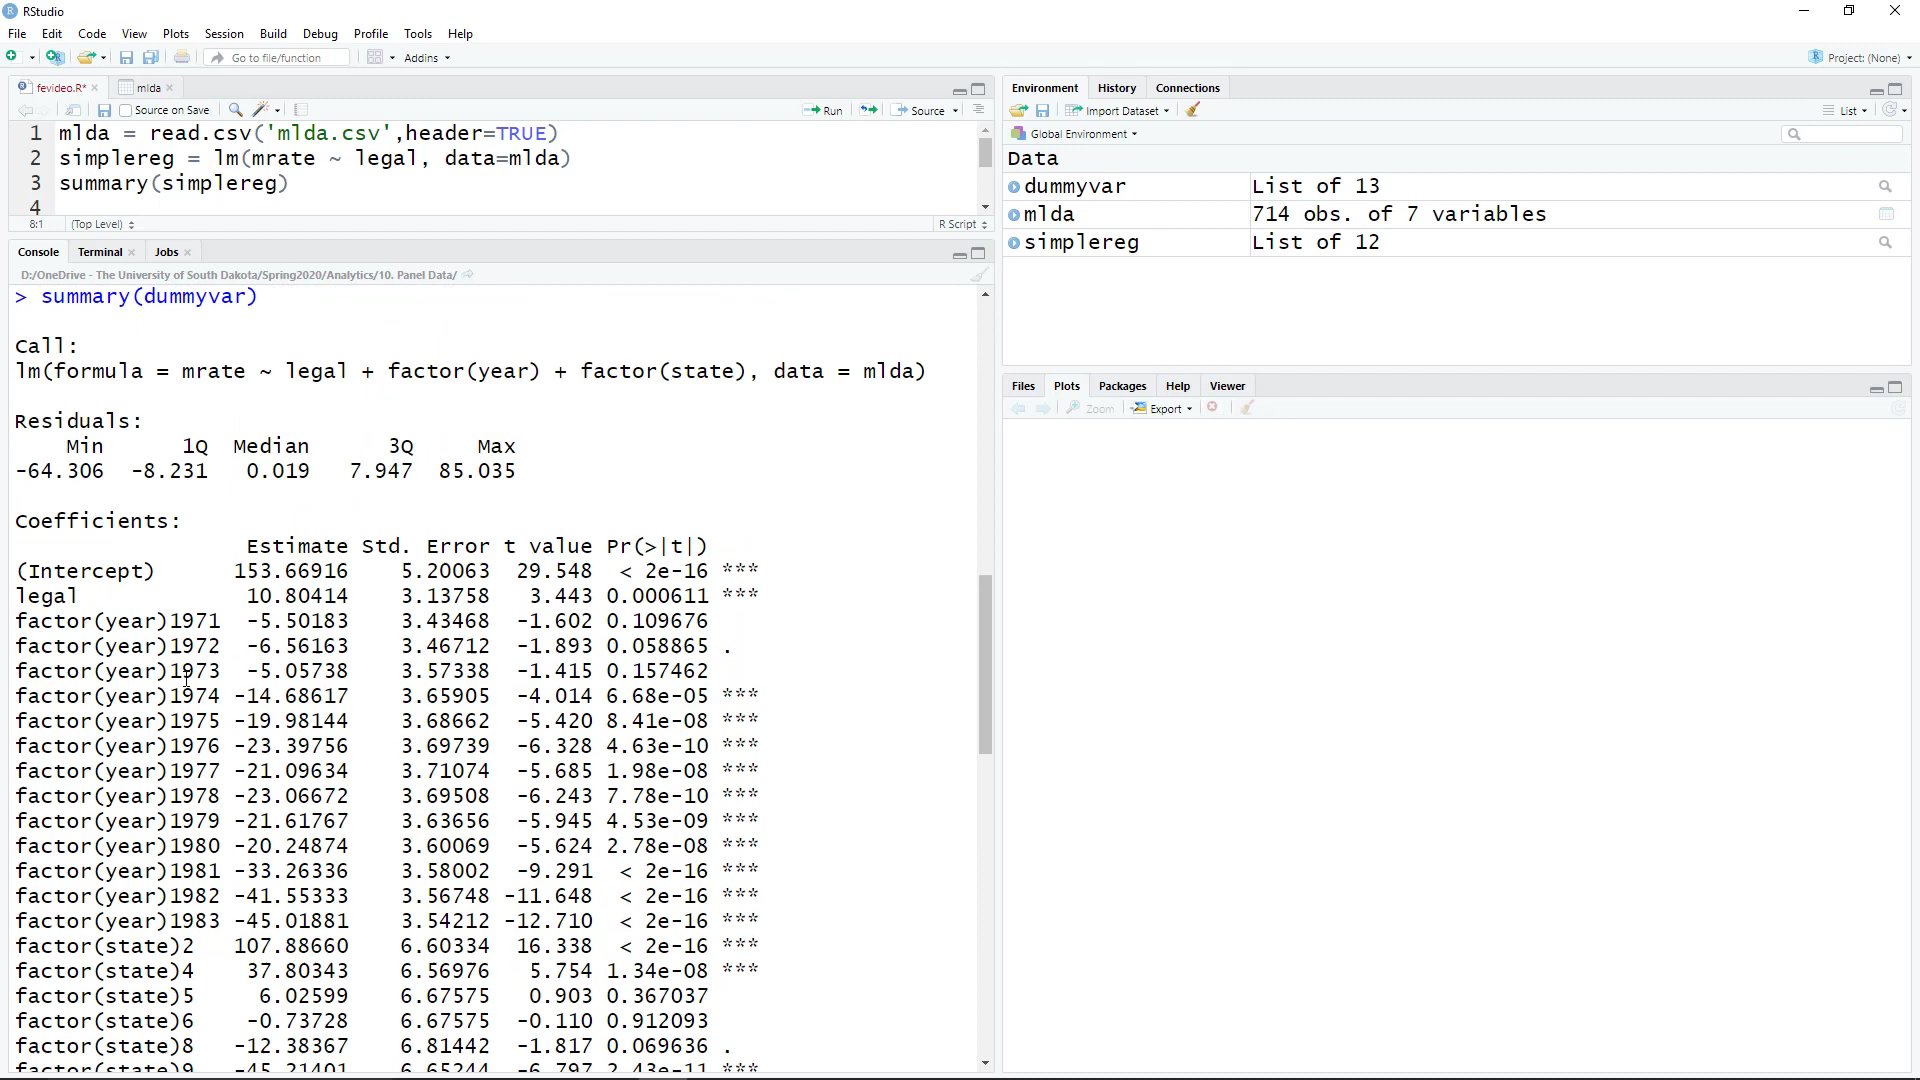 RStudio
File Edit Code View Plots Session Build Debug Profile Tools Help
Go to file/function Addins Project: (None)
fevideo.R* mlda
Source on Save Run Source
1 mlda = read.csv('mlda.csv',header=TRUE)
2 simplereg = lm(mrate ~ legal, data=mlda)
3 summary(simplereg)
4
8:1 (Top Level) R Script
Console Terminal Jobs
D:/OneDrive - The University of South Dakota/Spring2020/Analytics/10. Panel Data/
> summary(dummyvar)
Call:
lm(formula = mrate ~ legal + factor(year) + factor(state), data = mlda)
Residuals:
Min 1Q Median 3Q Max
-64.306 -8.231 0.019 7.947 85.035
Coefficients:
Estimate Std. Error t value Pr(>|t|)
(Intercept) 153.66916 5.20063 29.548 < 2e-16 ***
legal 10.80414 3.13758 3.443 0.000611 ***
factor(year)1971 -5.50183 3.43468 -1.602 0.109676
factor(year)1972 -6.56163 3.46712 -1.893 0.058865 .
factor(year)1973 -5.05738 3.57338 -1.415 0.157462
factor(year)1974 -14.68617 3.65905 -4.014 6.68e-05 ***
factor(year)1975 -19.98144 3.68662 -5.420 8.41e-08 ***
factor(year)1976 -23.39756 3.69739 -6.328 4.63e-10 ***
factor(year)1977 -21.09634 3.71074 -5.685 1.98e-08 ***
factor(year)1978 -23.06672 3.69508 -6.243 7.78e-10 ***
factor(year)1979 -21.61767 3.63656 -5.945 4.53e-09 ***
factor(year)1980 -20.24874 3.60069 -5.624 2.78e-08 ***
factor(year)1981 -33.26336 3.58002 -9.291 < 2e-16 ***
factor(year)1982 -41.55333 3.56748 -11.648 < 2e-16 ***
factor(year)1983 -45.01881 3.54212 -12.710 < 2e-16 ***
factor(state)2 107.88660 6.60334 16.338 < 2e-16 ***
factor(state)4 37.80343 6.56976 5.754 1.34e-08 ***
factor(state)5 6.02599 6.67575 0.903 0.367037
factor(state)6 -0.73728 6.67575 -0.110 0.912093
factor(state)8 -12.38367 6.81442 -1.817 0.069636 .
factor(state)9 -45.21401 6.65244 -6.797 2.43e-11 ***
Environment History Connections
Import Dataset List
Global Environment
Data
dummyvar List of 13
mlda 714 obs. of 7 variables
simplereg List of 12
Files Plots Packages Help Viewer
Zoom Export